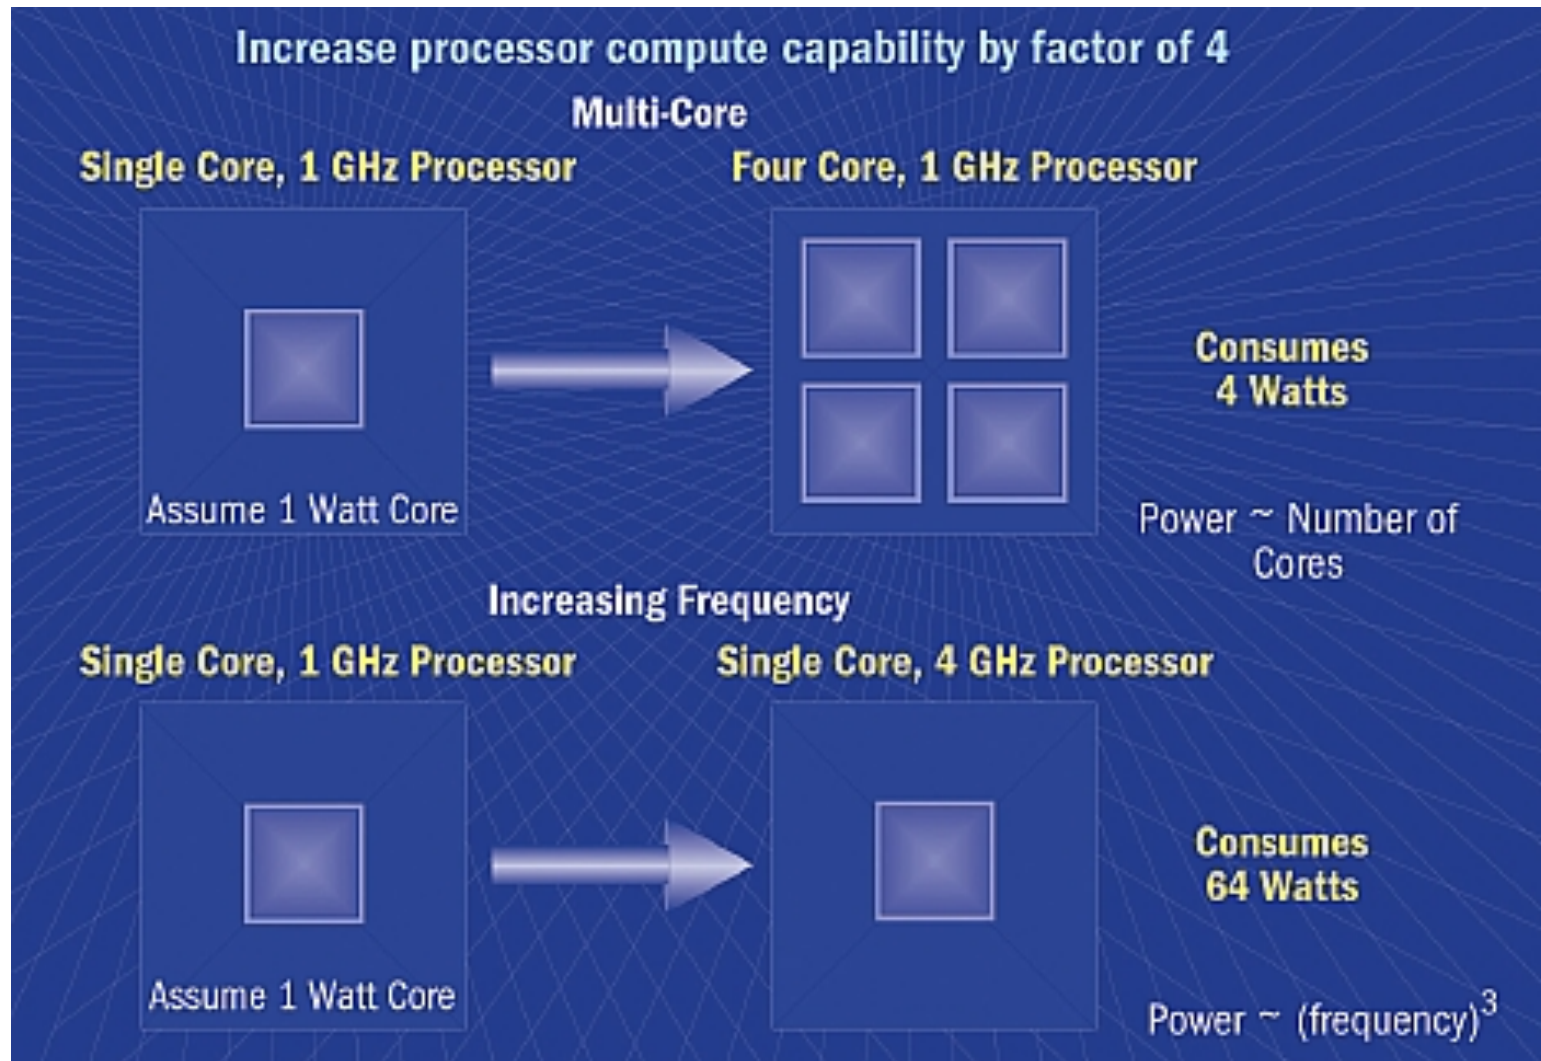 Increase processor compute capability by factor of 4
Multi-Core
Single Core, 1 GHz Processor
Four Core, 1 GHz Processor
Consumes
4 Watts
Assume 1 Watt Core
Power ~ Number of
Cores
Increasing Frequency
Single Core, 1 GHz Processor
Single Core, 4 GHz Processor
Consumes
64 Watts
Assume 1 Watt Core
Power ~ (frequency)³